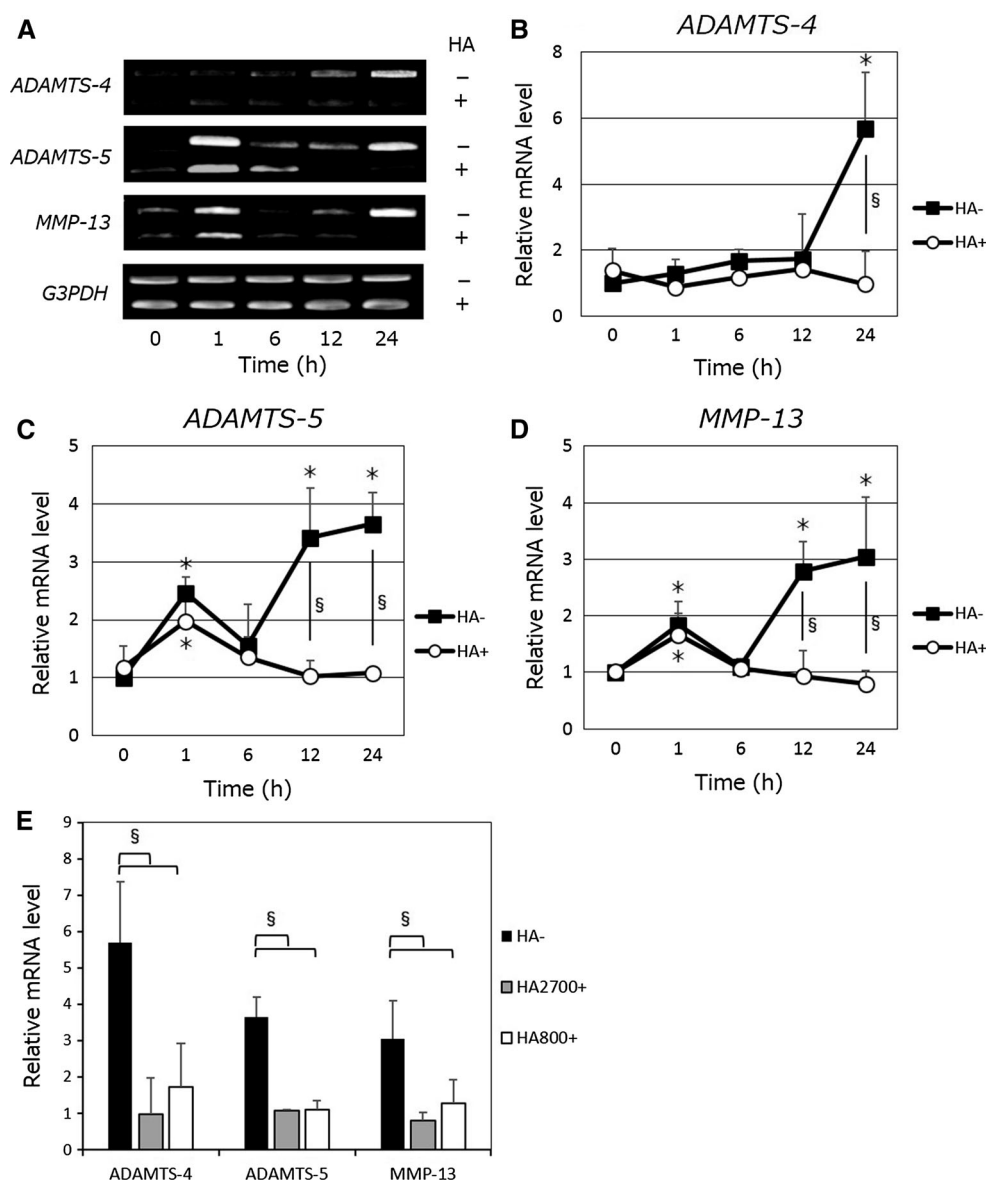 A
HA
ADAMTS-4
−
+
ADAMTS-5
−
+
MMP-13
−
+
G3PDH
−
+
0 1 6 12 24
Time (h)
B
ADAMTS-4
Relative mRNA level
8
6
4
2
0
*
§
HA-
HA+
0 1 6 12 24
Time (h)
C
ADAMTS-5
Relative mRNA level
5
4
3
2
1
0
*
*
*
*
§
§
HA-
HA+
0 1 6 12 24
Time (h)
D
MMP-13
Relative mRNA level
5
4
3
2
1
0
*
*
*
*
§
§
HA-
HA+
0 1 6 12 24
Time (h)
E
Relative mRNA level
9
8
7
6
5
4
3
2
1
0
§
§
§
HA-
HA2700+
HA800+
ADAMTS-4 ADAMTS-5 MMP-13